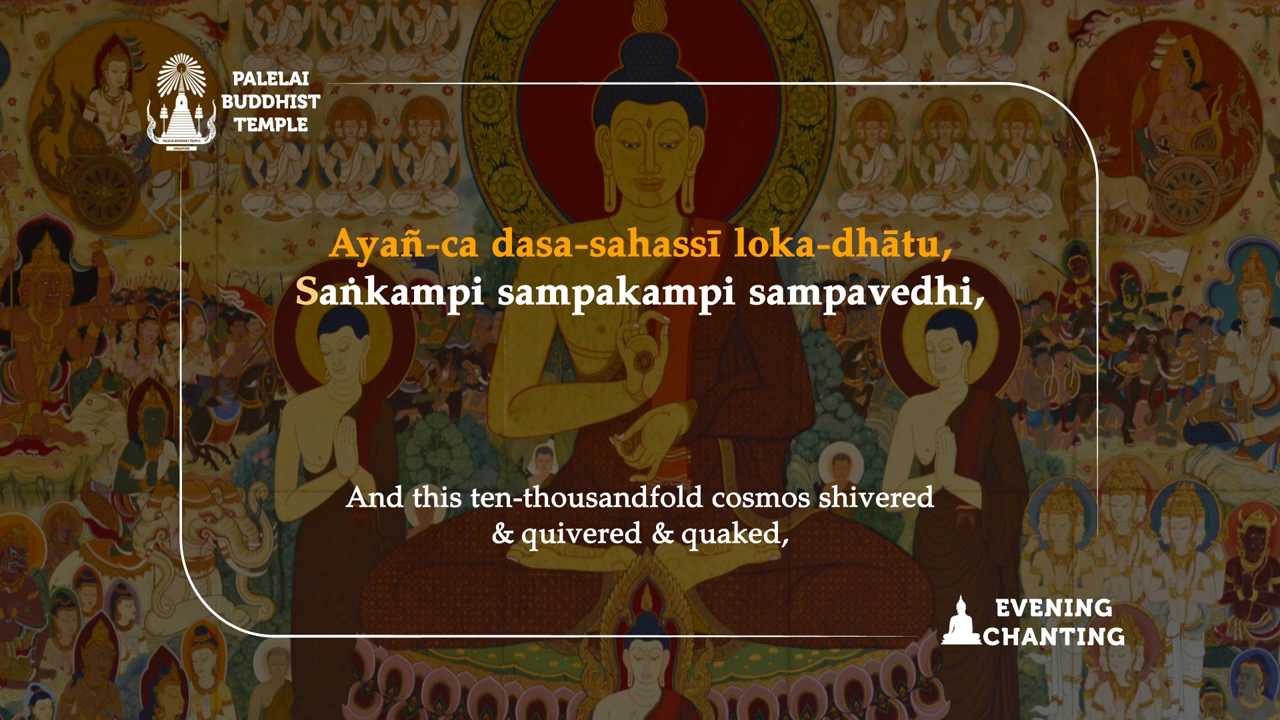 PALELAI
BUDDHIST
TEMPLE
Ayañ-ca dasa-sahassī loka-dhātu,
Saṅkampi sampakampi sampavedhi,
And this ten-thousandfold cosmos shivered
& quivered & quaked,
EVENING
CHANTING